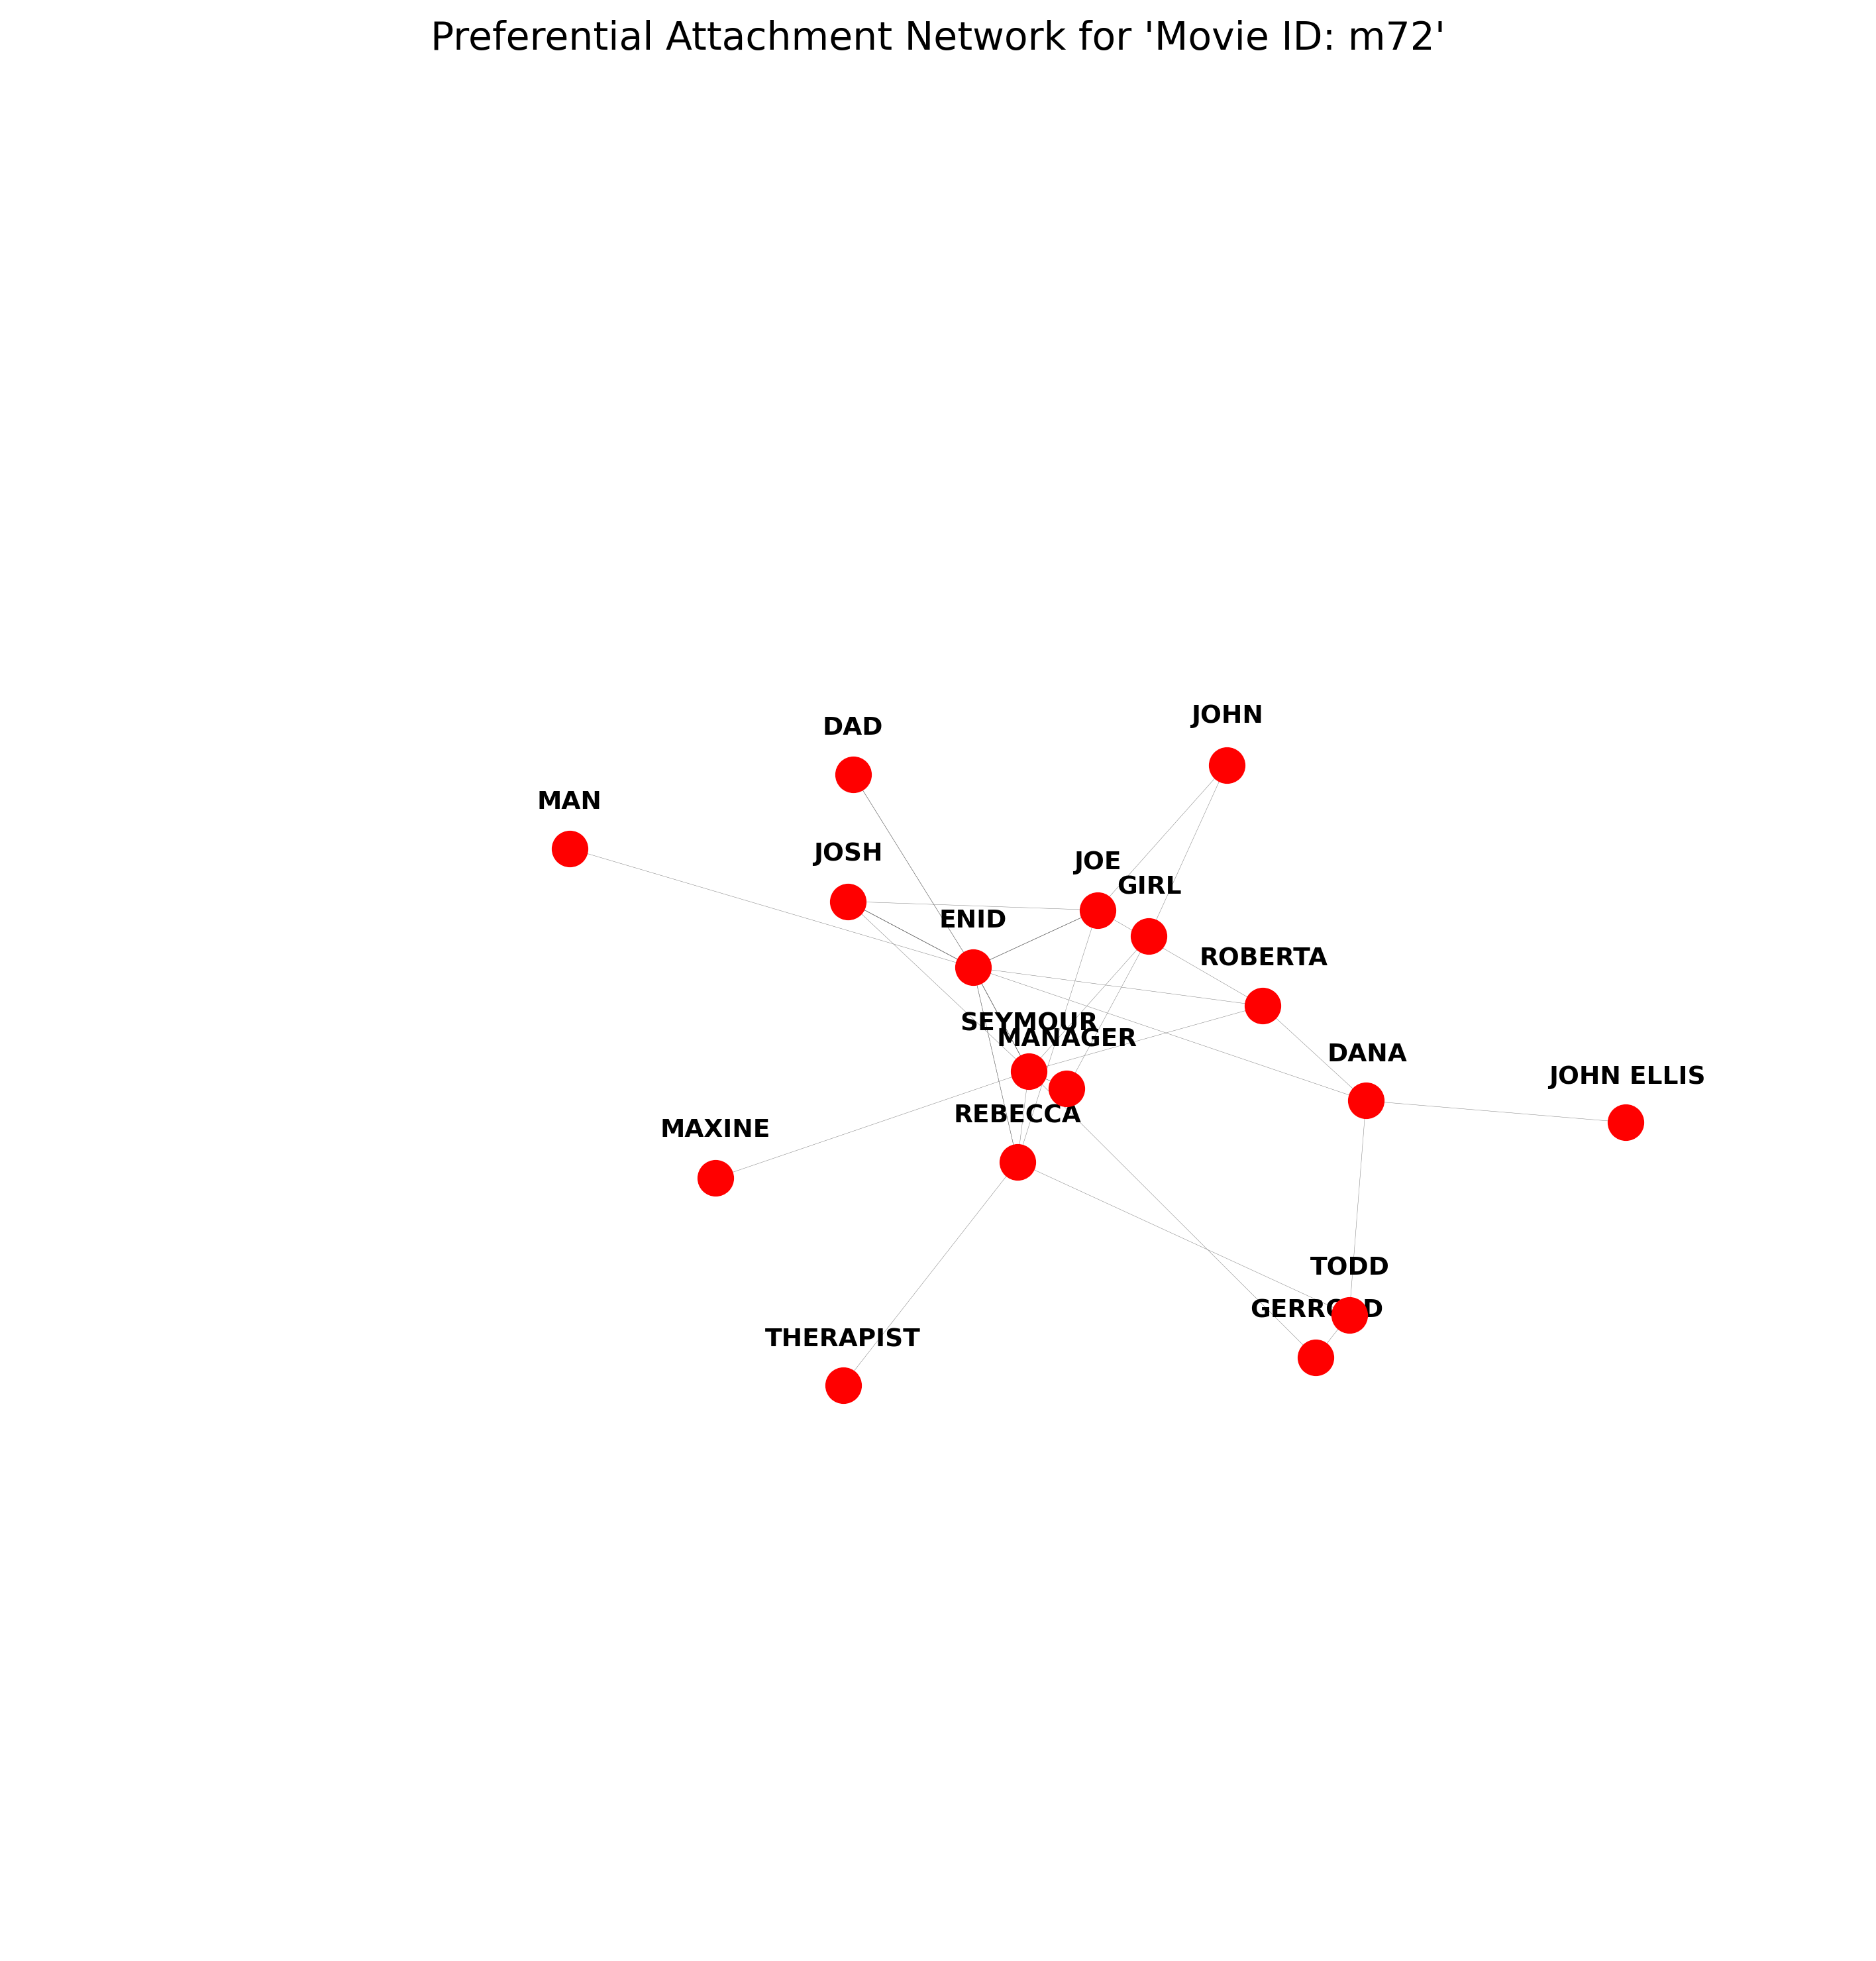 Preferential Attachment Network for 'Movie ID: m72'
JOHN
DAD
MAN
JOSH
JOE
GIRL
ENID
ROBERTA
SEYMOUR
MANAGER
DANA
JOHN ELLIS
REBECCA
MAXINE
TODD
THERAPIST